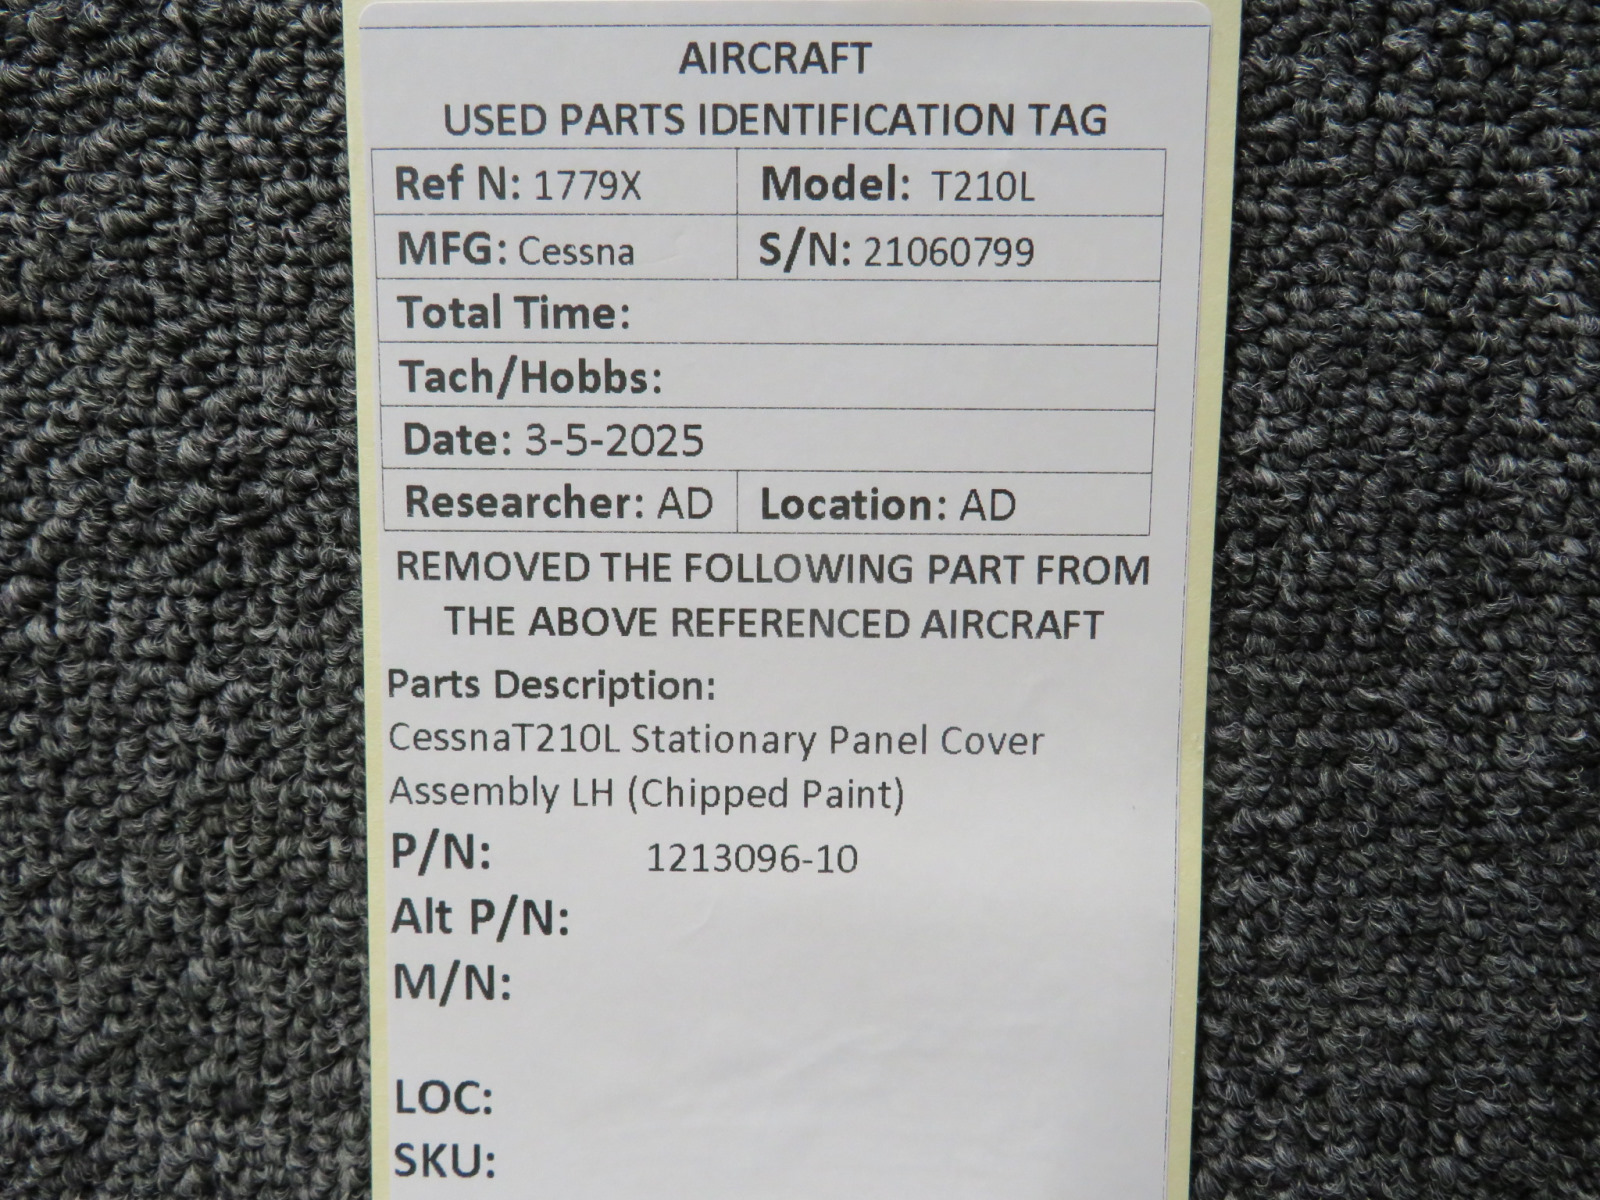 AIRCRAFT
USED PARTS IDENTIFICATION TAG
Ref N: 1779X Model: T210L
MFG: Cessna S/N: 21060799
Total Time:
Tach/Hobbs:
Date: 3-5-2025
Researcher: AD Location: AD
REMOVED THE FOLLOWING PART FROM
THE ABOVE REFERENCED AIRCRAFT
Parts Description:
CessnaT210L Stationary Panel Cover
Assembly LH (Chipped Paint)
P/N: 1213096-10
Alt P/N:
M/N:
LOC:
SKU: